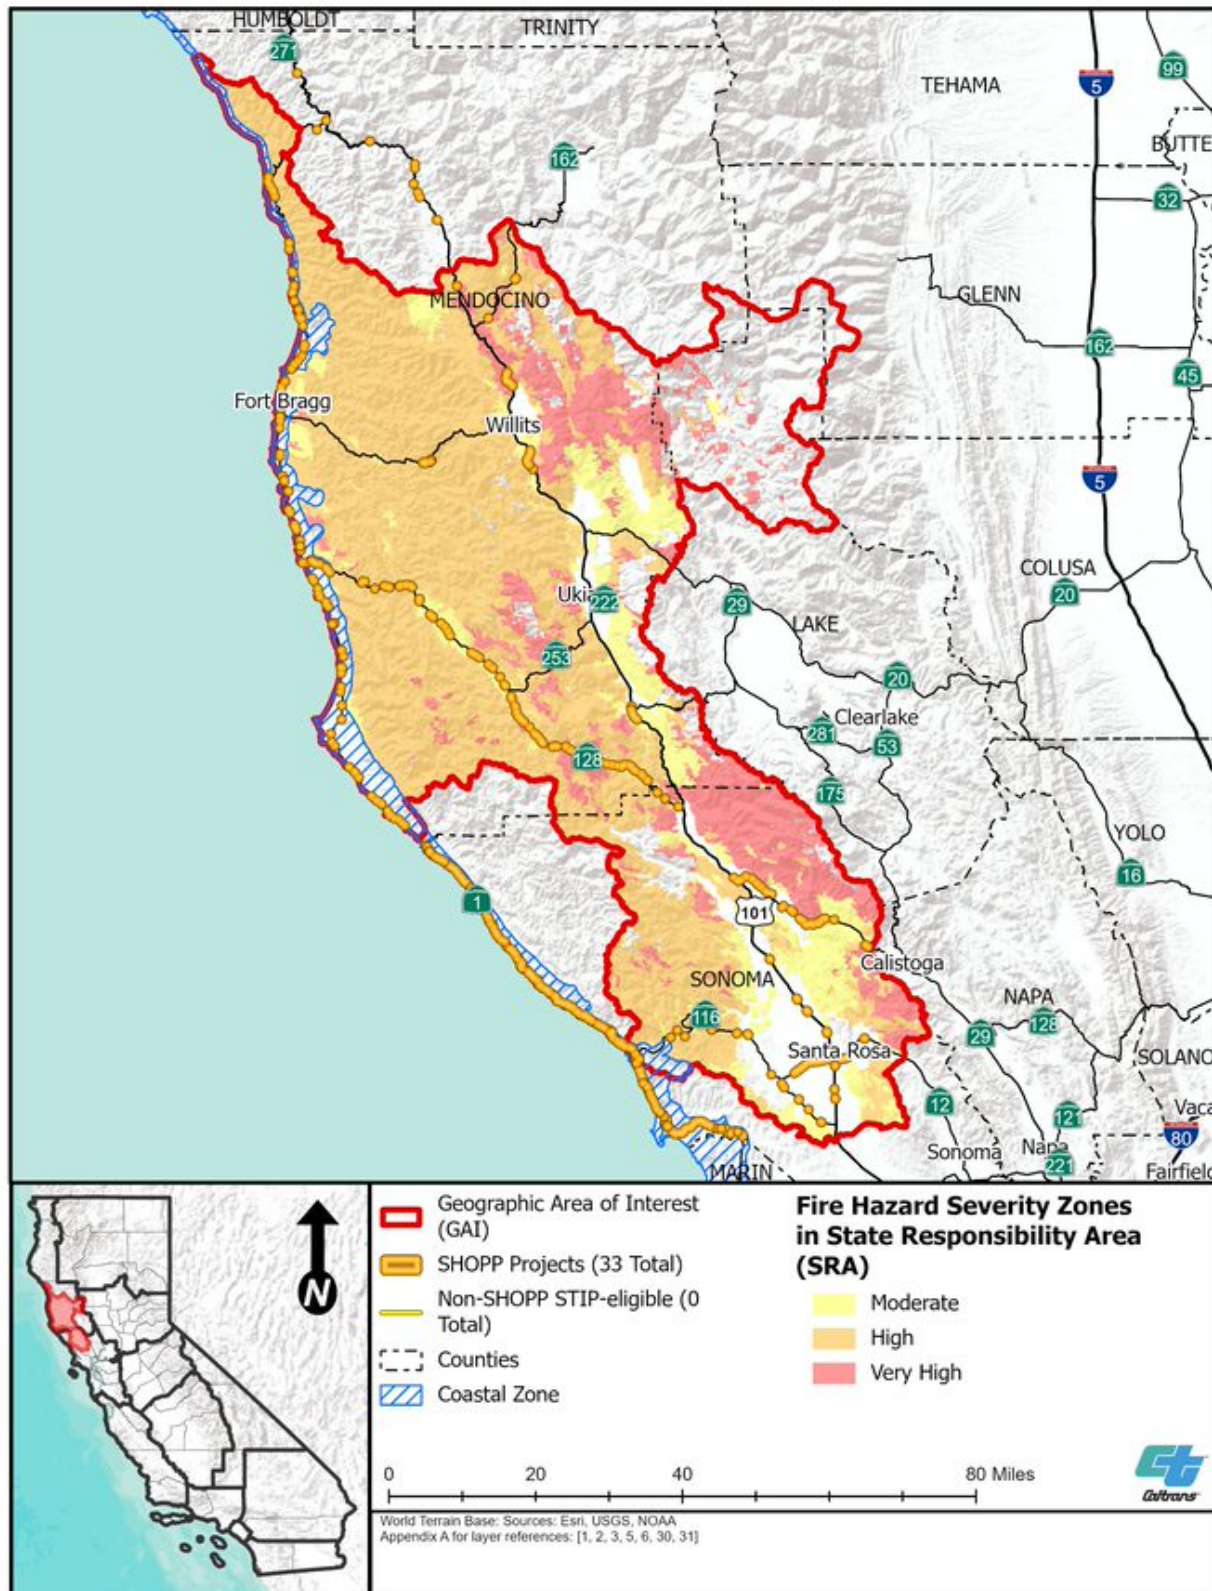 HUMBOLDT
TRINITY
271
99
5
TEHAMA
BUTTE
162
32
MENDOCINO
GLENN
162
45
Fort Bragg
Willits
5
COLUSA
20
Uki
222
29
LAKE
253
20
Clearlake
281
53
128
175
YOLO
16
1
101
Calistoga
SONOMA
NAPA
116
128
29
Santa Rosa
SOLANO
12
121
Vaca
80
Sonoma
Napa
221
MARIN
Fairfield
N
Geographic Area of Interest
(GAI)
SHOPP Projects (33 Total)
Non-SHOPP STIP-eligible (0
Total)
Counties
Coastal Zone
Fire Hazard Severity Zones
in State Responsibility Area
(SRA)
Moderate
High
Very High
0 20 40 80 Miles
Caltrans
World Terrain Base: Sources: Esri, USGS, NOAA
Appendix A for layer references: [1, 2, 3, 5, 6, 30, 31]